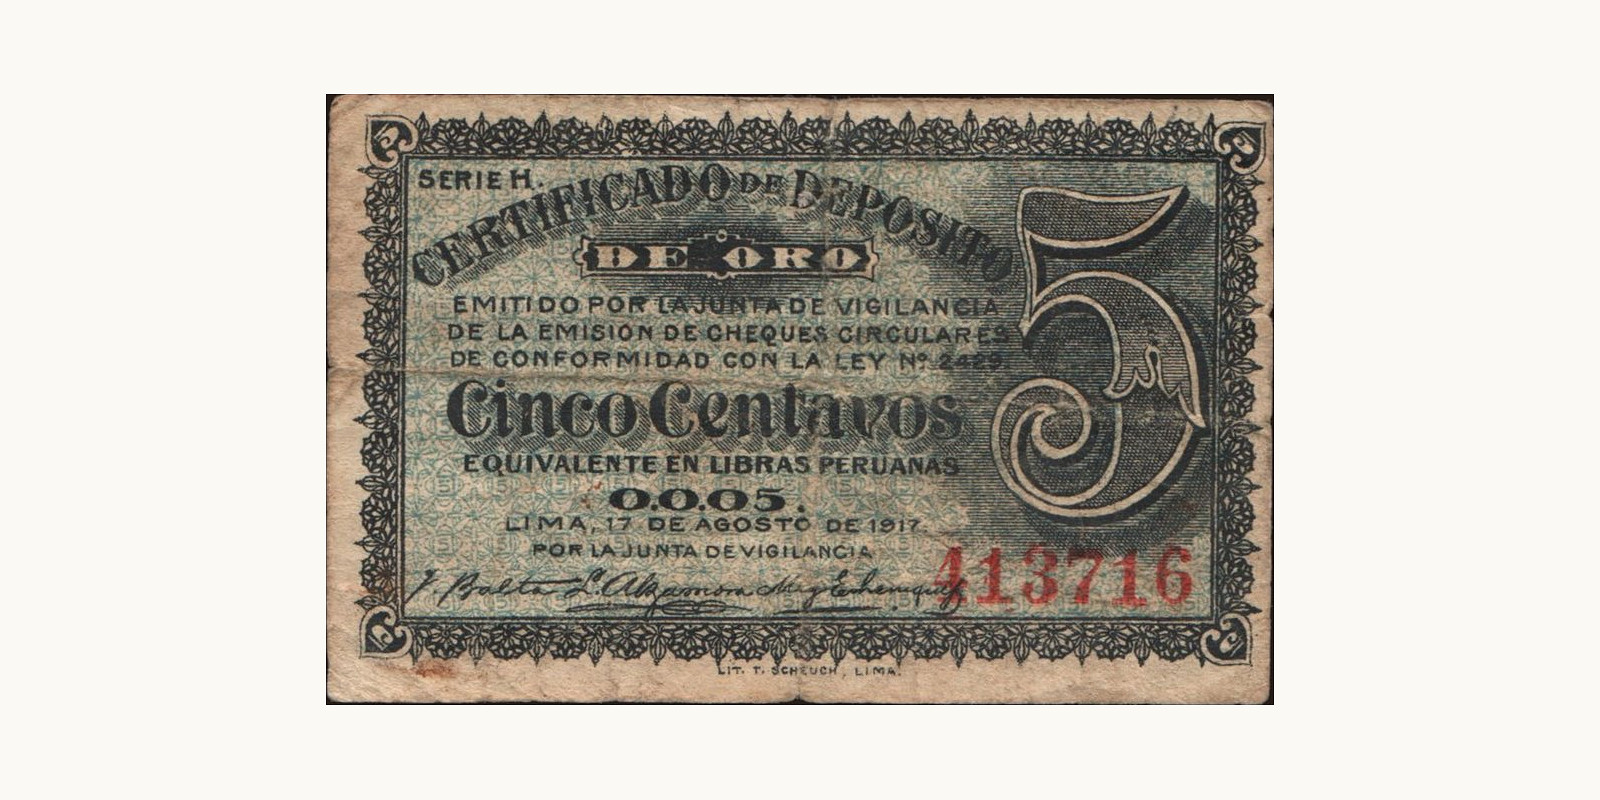 SERIE H.
CERTIFICADO DE DEPOSITO
DE ORO
EMITIDO POR LA JUNTA DE VIGILANCIA
DE LA EMISION DE CHEQUES CIRCULARES
DE CONFORMIDAD CON LA LEY Nº 2429.
Cinco Centavos
5
EQUIVALENTE EN LIBRAS PERUANAS
0.0.05.
LIMA, 17 DE AGOSTO DE 1917.
POR LA JUNTA DE VIGILANCIA
413716
LIT. T. SCHEUCH, LIMA.